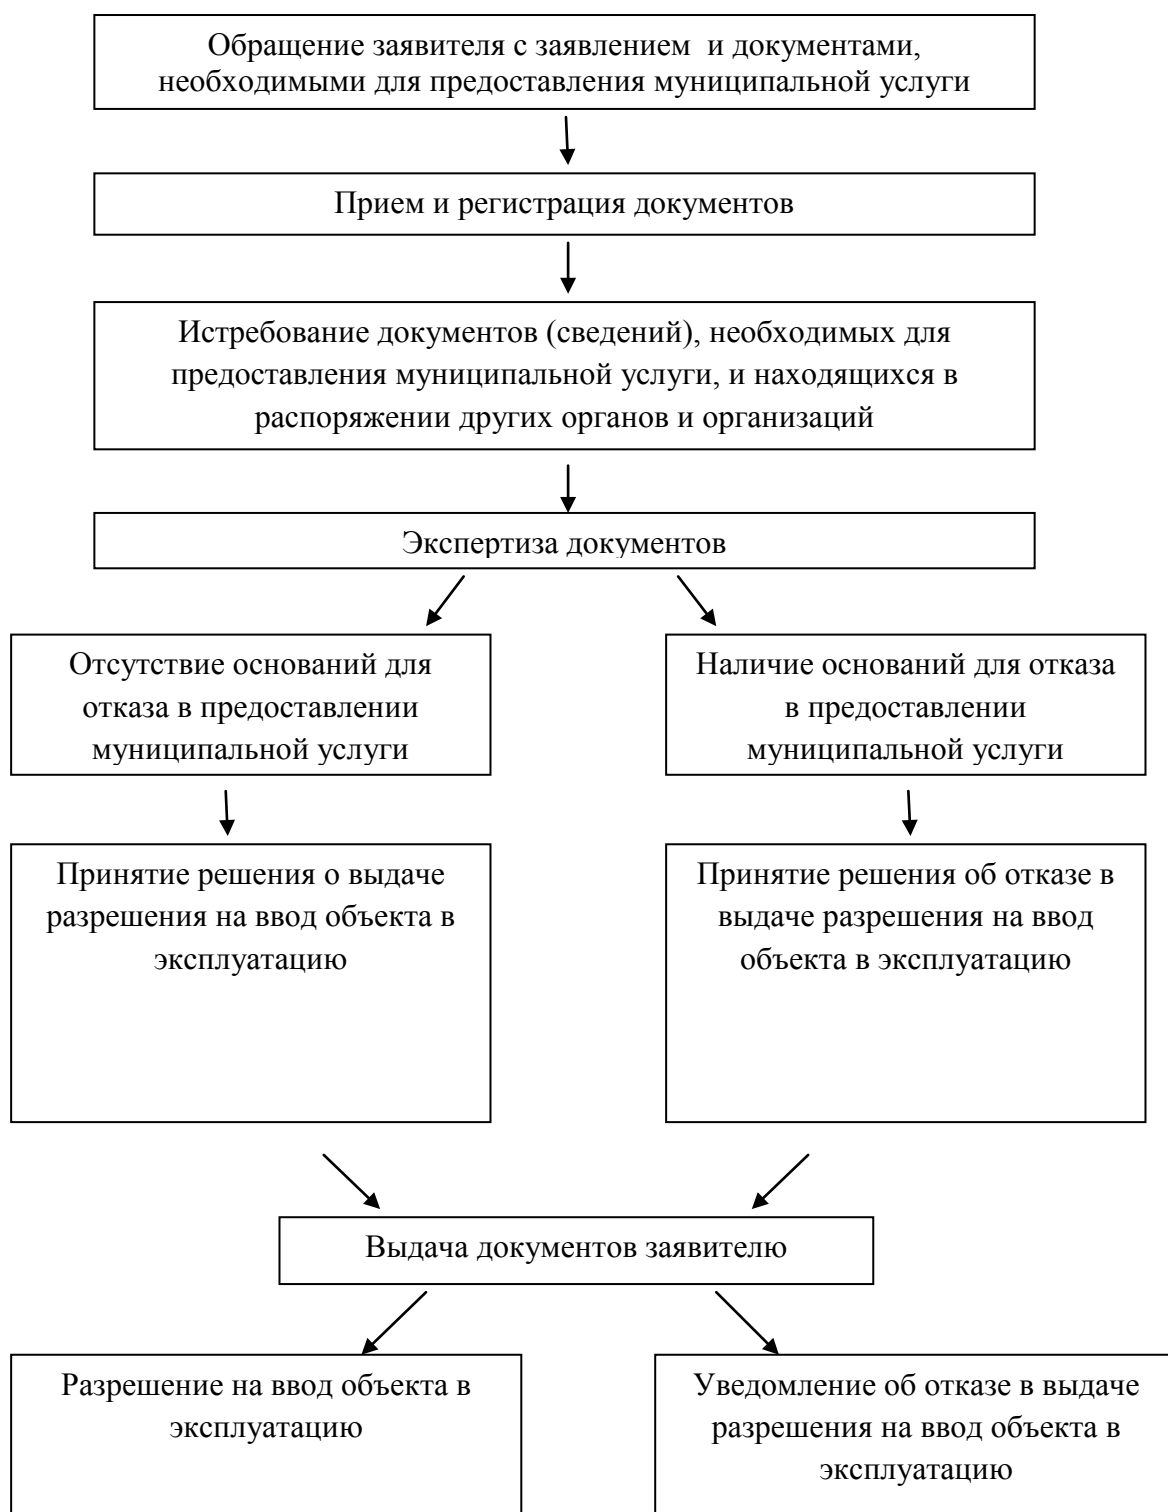 Обращение заявителя с заявлением  и документами,
необходимыми для предоставления муниципальной услуги
Прием и регистрация документов
Истребование документов (сведений), необходимых для
предоставления муниципальной услуги, и находящихся в
распоряжении других органов и организаций
Экспертиза документов
Отсутствие оснований для
отказа в предоставлении
муниципальной услуги
Наличие оснований для отказа
в предоставлении
муниципальной услуги
Принятие решения о выдаче
разрешения на ввод объекта в
эксплуатацию
Принятие решения об отказе в
выдаче разрешения на ввод
объекта в эксплуатацию
Выдача документов заявителю
Разрешение на ввод объекта в
эксплуатацию
Уведомление об отказе в выдаче
разрешения на ввод объекта в
эксплуатацию